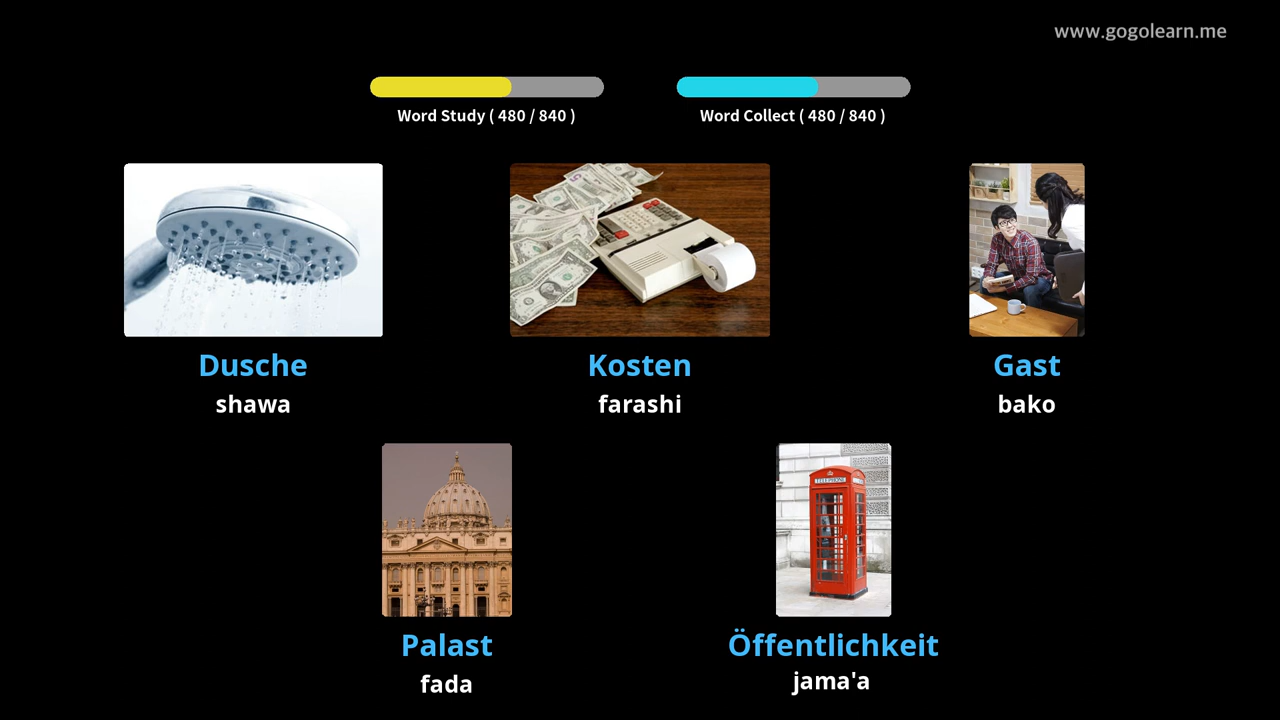 www.gogolearn.me
Word Study ( 480 / 840 )
Word Collect ( 480 / 840 )
Dusche
shawa
Kosten
farashi
Gast
bako
TELEPHONE
Palast
fada
Öffentlichkeit
jama'a